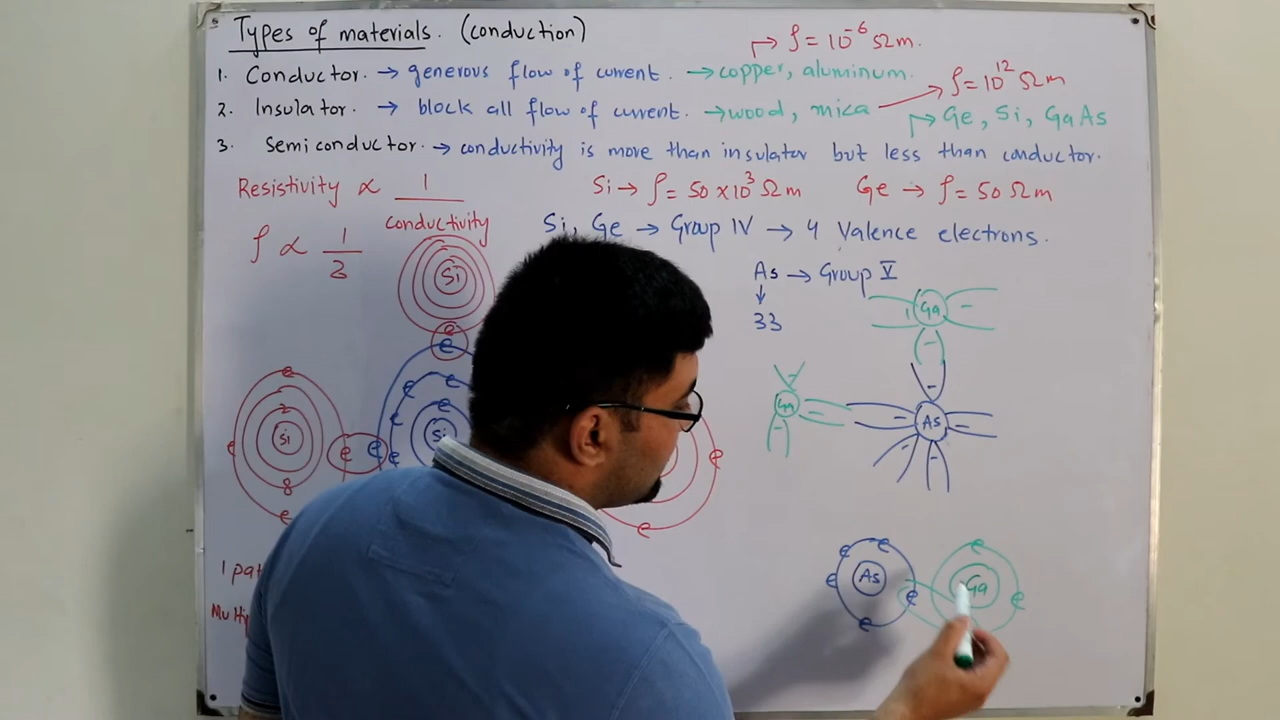 Types of materials. (conduction)
ρ = 10⁻⁶ Ωm.
1. Conductor. → generous flow of current. → copper, aluminum.
ρ = 10¹² Ωm
2. Insulator. → block all flow of current. → wood, mica
Ge, Si, GaAs
3. Semiconductor. → conductivity is more than insulator but less than conductor.
Resistivity ∝ 1 / conductivity
Si → ρ = 50 × 10³ Ωm
Ge → ρ = 50 Ωm
Si, Ge → Group IV → 4 Valence electrons.
ρ ∝ 1 / 2
As → Group V
↓
33
Si
e
e
Ga
e
e
e
e
Ga
As
e
2
Si
8
e
e
e
e
e
Si
e
e
e
e
e
e
As
e
e
e
e
Ga
e
1